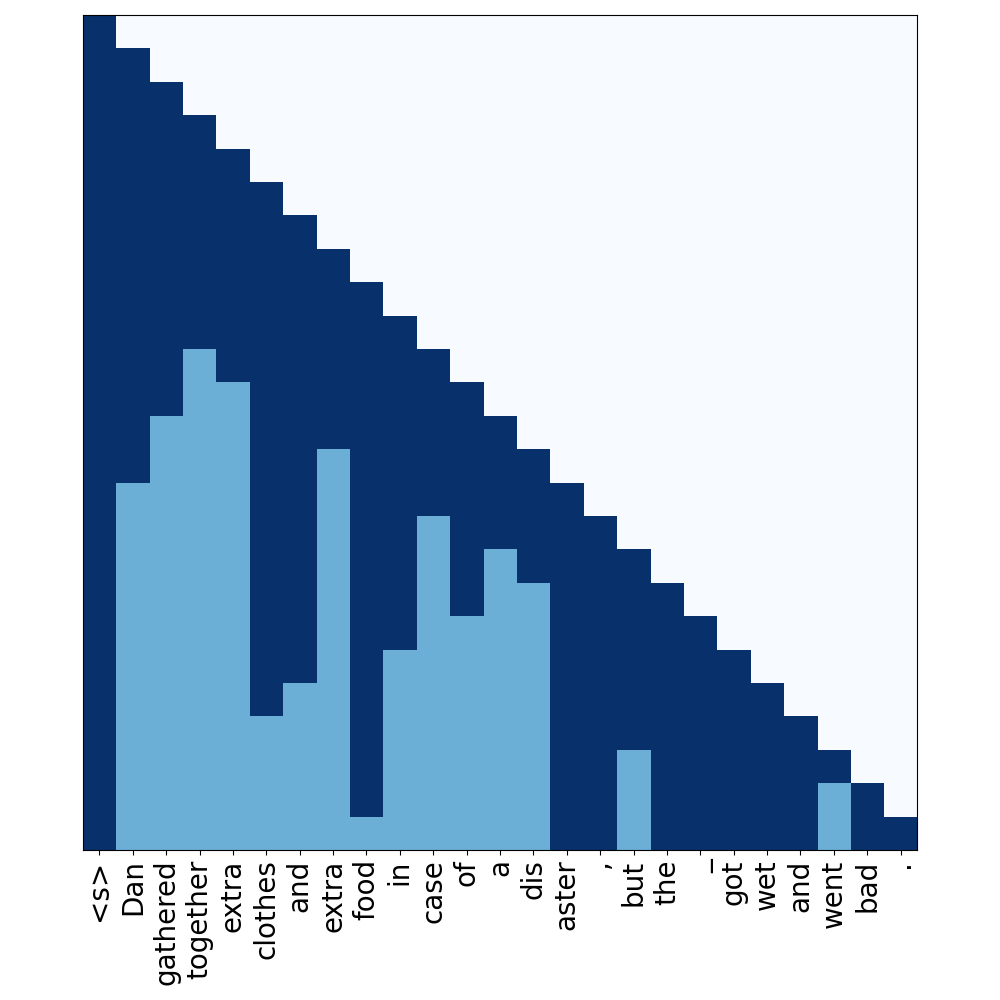 <s>
Dan
gathered
together
extra
clothes
and
extra
food
in
case
of
a
dis
aster
,
but
the
_
got
wet
and
went
bad
.